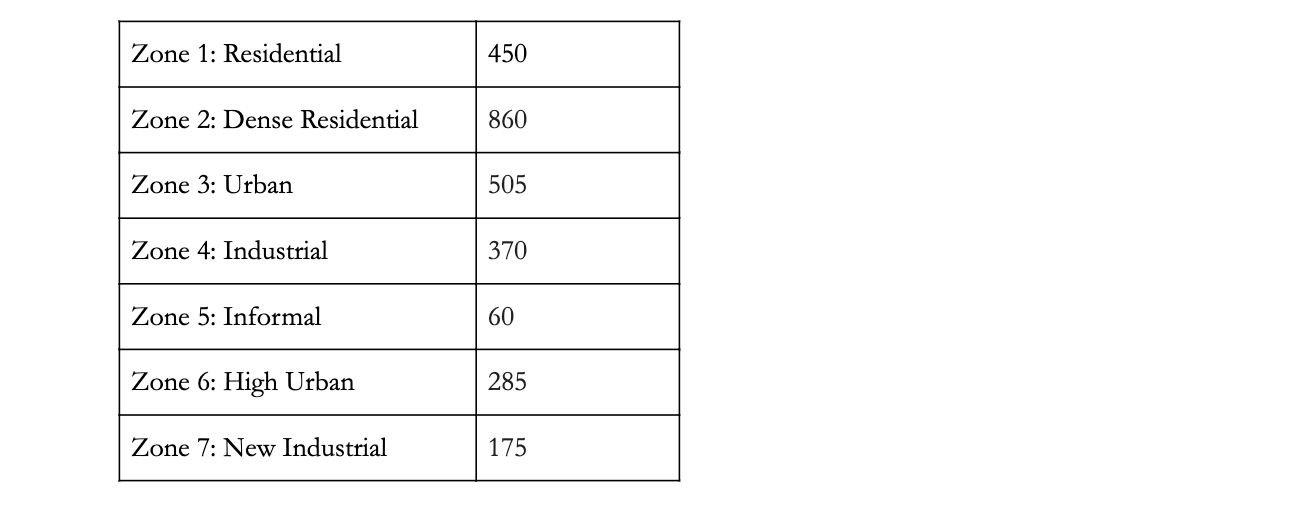 Zone 1: Residential 450
Zone 2: Dense Residential 860
Zone 3: Urban 505
Zone 4: Industrial 370
Zone 5: Informal 60
Zone 6: High Urban 285
Zone 7: New Industrial 175